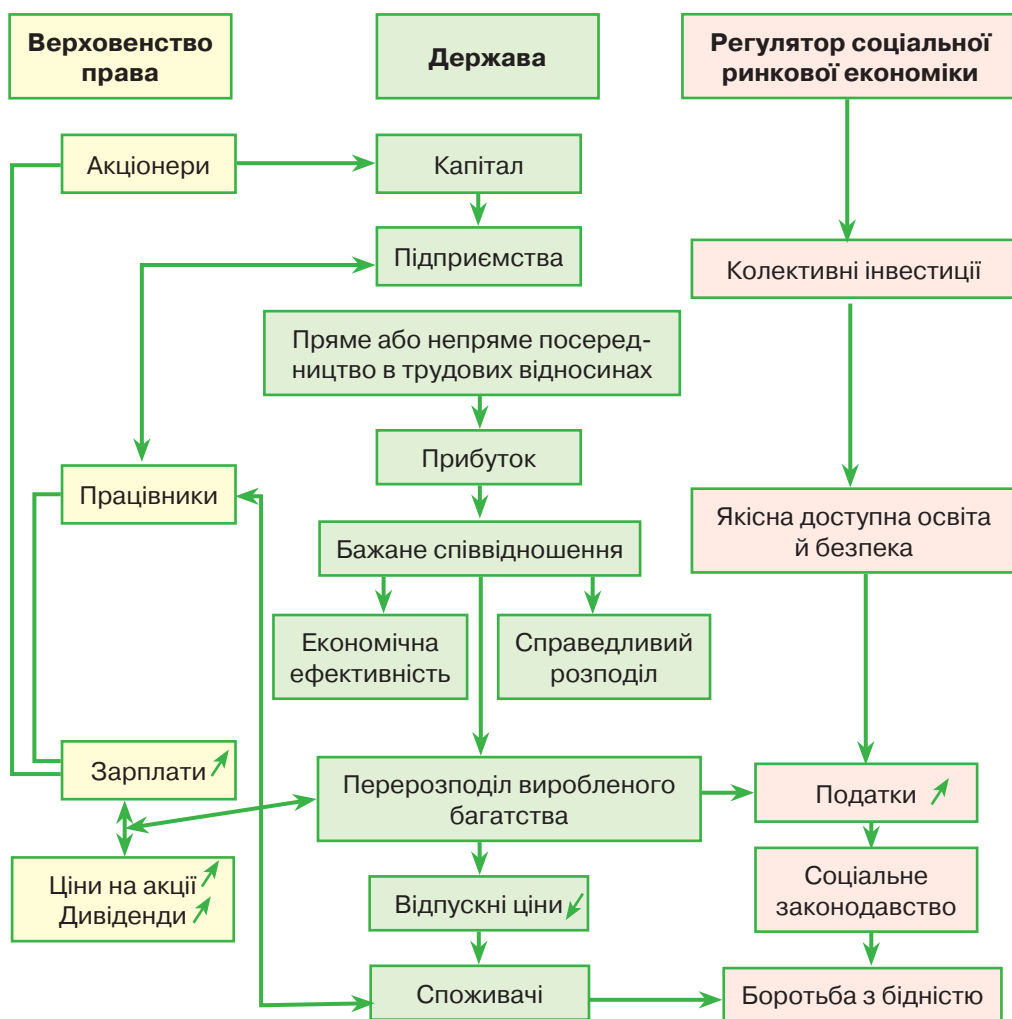 Верховенство
права
Держава
Регулятор соціальної
ринкової економіки
Акціонери
Капітал
Підприємства
Колективні інвестиції
Пряме або непряме посеред-
ництво в трудових відносинах
Прибуток
Працівники
Якісна доступна освіта
й безпека
Бажане співвідношення
Економічна
ефективність
Справедливий
розподіл
Зарплати
Перерозподіл виробленого
багатства
Податки
Ціни на акції
Дивіденди
Відпускні ціни
Соціальне
законодавство
Споживачі
Боротьба з бідністю